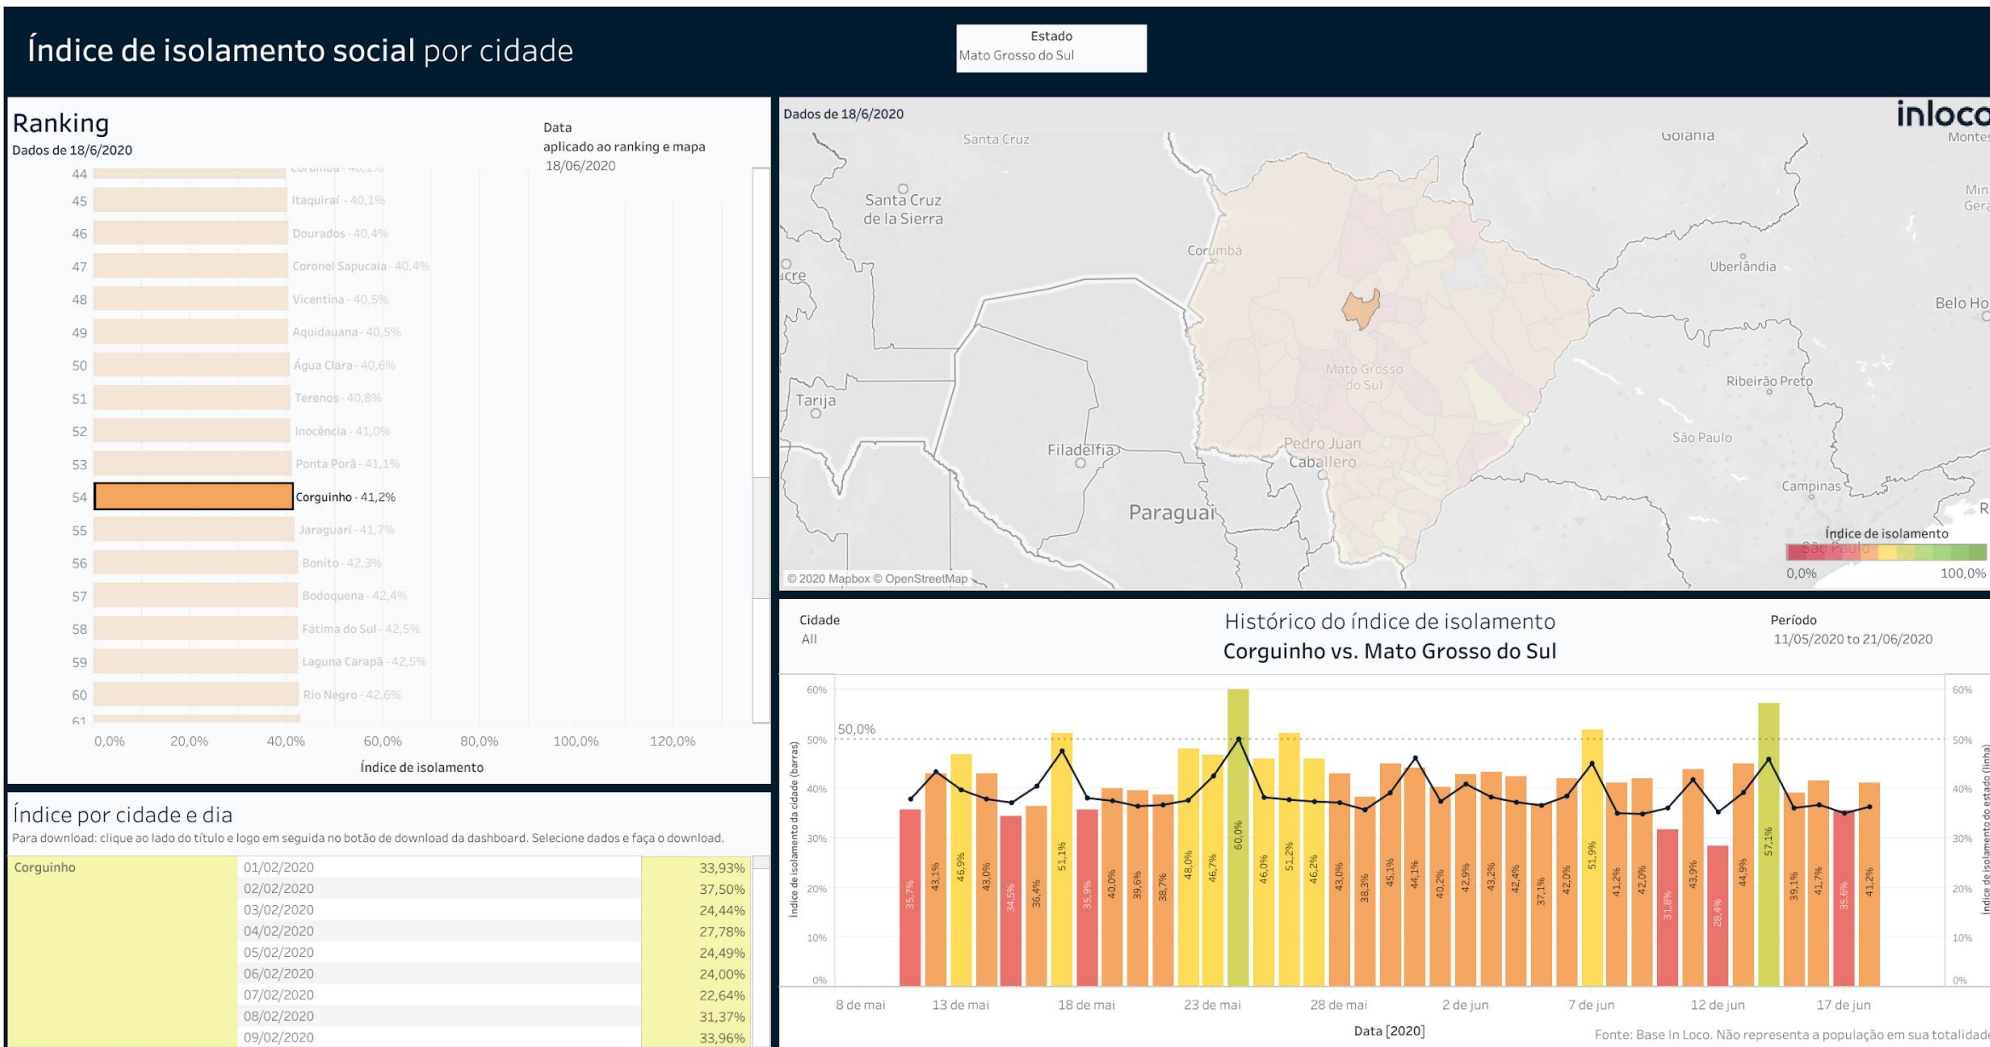 Índice de isolamento social por cidade
Estado
Mato Grosso do Sul
Ranking
Dados de 18/6/2020
Data
aplicado ao ranking e mapa
18/06/2020
44 Corumbá - 40,1%
45 Itaquiraí - 40,1%
46 Dourados - 40,4%
47 Coronel Sapucaia - 40,4%
48 Vicentina - 40,5%
49 Aquidauana - 40,5%
50 Água Clara - 40,6%
51 Terenos - 40,8%
52 Inocência - 41,0%
53 Ponta Porã - 41,1%
54 Corguinho - 41,2%
55 Jaraguari - 41,7%
56 Bonito - 42,3%
57 Bodoquena - 42,4%
58 Fátima do Sul - 42,5%
59 Laguna Carapã - 42,5%
60 Rio Negro - 42,6%
61
0,0% 20,0% 40,0% 60,0% 80,0% 100,0% 120,0%
Índice de isolamento
Índice por cidade e dia
Para download: clique ao lado do título e logo em seguida no botão de download da dashboard. Selecione dados e faça o download.
Corguinho 01/02/2020 33,93%
02/02/2020 37,50%
03/02/2020 24,44%
04/02/2020 27,78%
05/02/2020 24,49%
06/02/2020 24,00%
07/02/2020 22,64%
08/02/2020 31,37%
09/02/2020 33,96%
Dados de 18/6/2020
inloco
Santa Cruz
Goiânia
Montes
Santa Cruz
de la Sierra
Min
Gera
Corumbá
ucre
Uberlândia
Belo Ho
Mato Grosso
do Sul
Tarija
Ribeirão Preto
Filadélfia
Pedro Juan
Caballero
São Paulo
Campinas
Paraguai
R
Índice de isolamento
São Paulo
0,0% 100,0%
© 2020 Mapbox © OpenStreetMap
Cidade
All
Histórico do índice de isolamento
Corguinho vs. Mato Grosso do Sul
Período
11/05/2020 to 21/06/2020
Índice de isolamento da cidade (barras)
60%
50%
40%
30%
20%
10%
0%
50,0%
35,7% 43,1% 46,9% 43,0% 34,5% 36,4% 51,1% 35,9% 40,0% 39,6% 38,7% 48,0% 46,7% 60,0% 46,0% 51,2% 46,2% 43,0% 38,3% 45,1% 44,1% 40,2% 42,9% 43,2% 42,4% 37,1% 42,0% 51,9% 41,2% 42,0% 31,8% 43,9% 28,4% 44,9% 57,1% 39,1% 41,7% 35,6% 41,2%
60%
50%
40%
30%
20%
10%
0%
Índice de isolamento do estado (linha)
8 de mai 13 de mai 18 de mai 23 de mai 28 de mai 2 de jun 7 de jun 12 de jun 17 de jun
Data [2020]
Fonte: Base In Loco. Não representa a população em sua totalidade